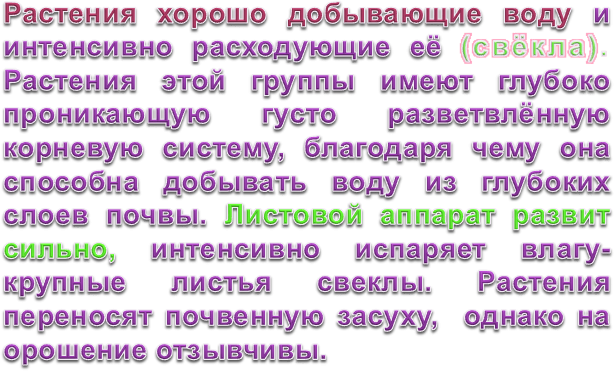 Растения хорошо добывающие воду и
интенсивно расходующие её (свёкла).
Растения этой группы имеют глубоко
проникающую густо разветвлённую
корневую систему, благодаря чему она
способна добывать воду из глубоких
слоев почвы. Листовой аппарат развит
сильно, интенсивно испаряет влагу-
крупные листья свеклы. Растения
переносят почвенную засуху, однако на
орошение отзывчивы.